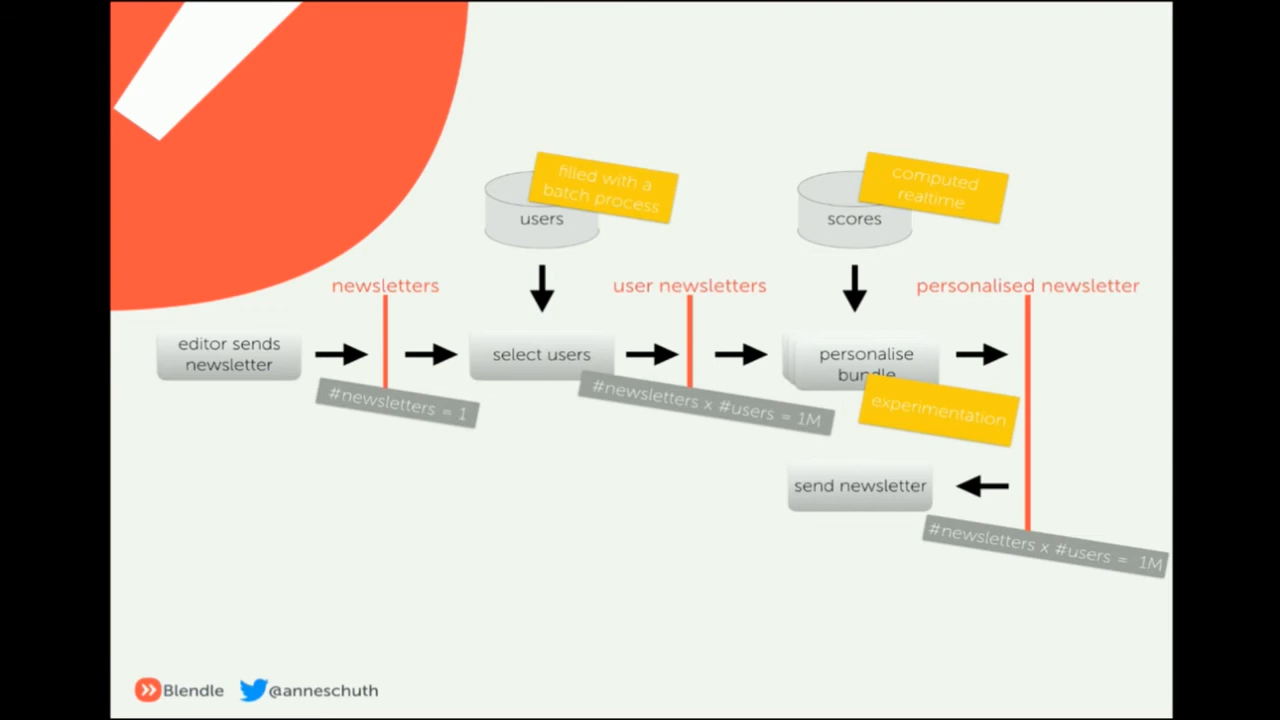 filled with a
batch process
users
computed
realtime
scores
newsletters
user newsletters
personalised newsletter
editor sends
newsletter
select users
personalise
bundle
#newsletters = 1
#newsletters x #users = 1M
experimentation
send newsletter
#newsletters x #users = 1M
Blendle
@anneschuth